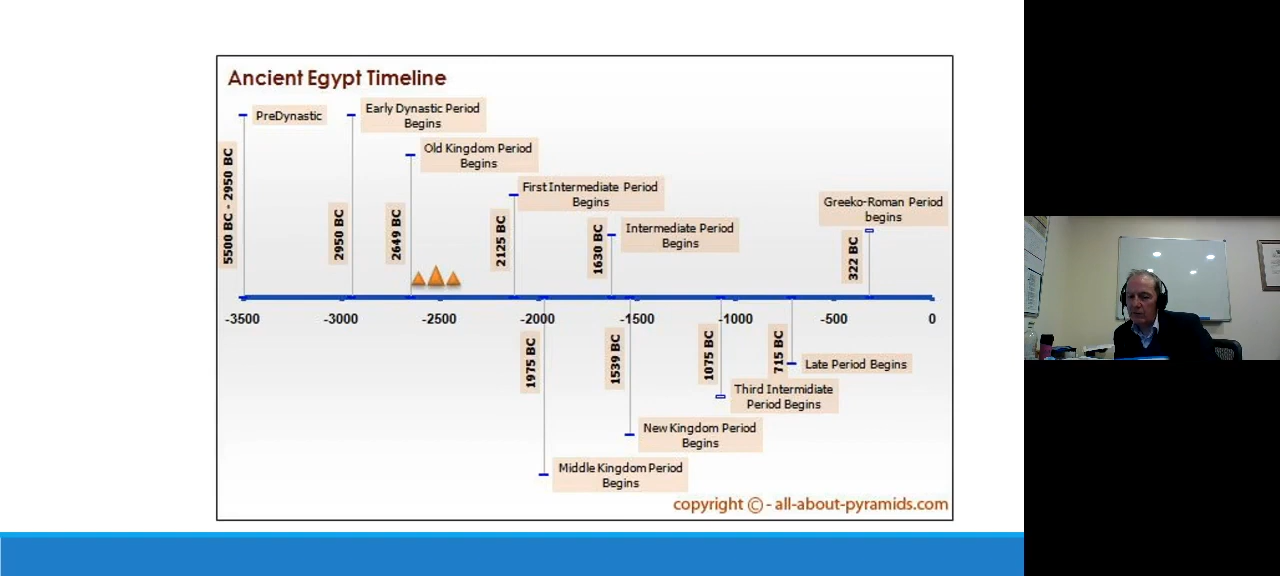 Ancient Egypt Timeline
PreDynastic
Early Dynastic Period
Begins
Old Kingdom Period
Begins
First Intermediate Period
Begins
Intermediate Period
Begins
Greeko-Roman Period
begins
5500 BC - 2950 BC
2950 BC
2649 BC
2125 BC
1630 BC
322 BC
-3500
-3000
-2500
-2000
-1500
-1000
-500
0
1975 BC
1539 BC
1075 BC
715 BC
Late Period Begins
Third Intermidiate
Period Begins
New Kingdom Period
Begins
Middle Kingdom Period
Begins
copyright © - all-about-pyramids.com